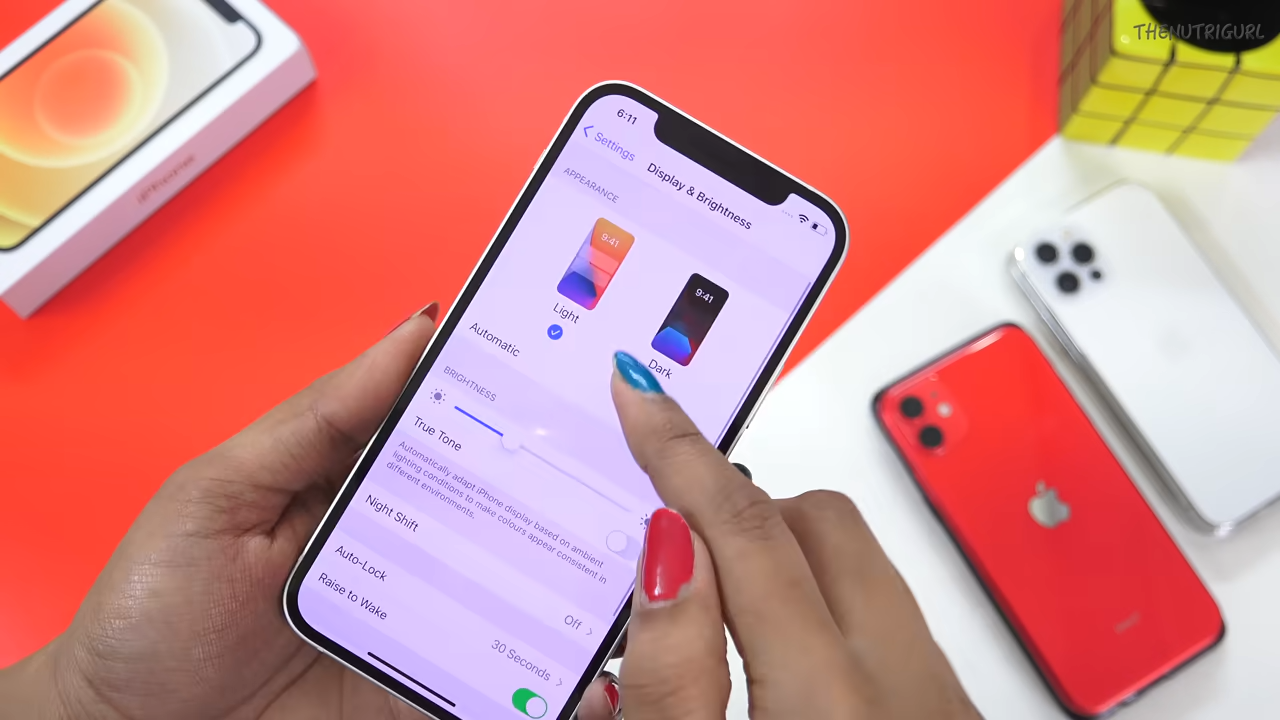 THENUTRIGURL
6:11
Settings
Display & Brightness
APPEARANCE
9:41
9:41
Light
Dark
Automatic
BRIGHTNESS
True Tone
Automatically adapt iPhone display based on ambient
lighting conditions to make colours appear consistent in
different environments.
Night Shift
Off
Auto-Lock
30 Seconds
Raise to Wake